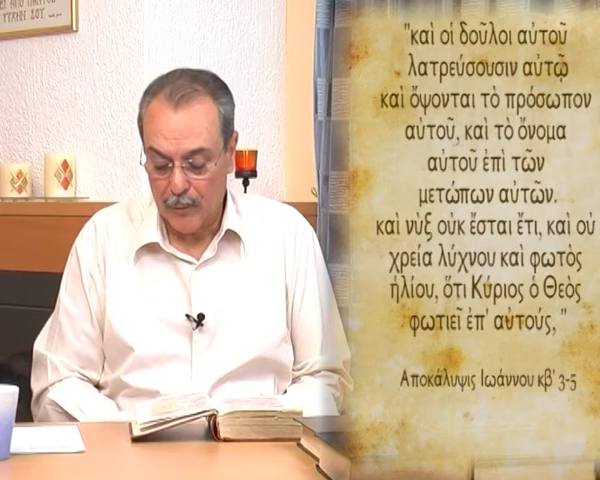 ΨΥΧΗΝ ΣΟΥ.
"καὶ οἱ δοῦλοι αὐτοῦ
λατρεύσουσιν αὐτῷ
καὶ ὄψονται τὸ πρόσωπον
αὐτοῦ, καὶ τὸ ὄνομα
αὐτοῦ ἐπὶ τῶν
μετώπων αὐτῶν.
καὶ νὺξ οὐκ ἔσται ἔτι, καὶ οὐ
χρεία λύχνου καὶ φωτὸς
ἡλίου, ὅτι Κύριος ὁ Θεὸς
φωτιεῖ ἐπ' αὐτούς, "
Αποκάλυψις Ιωάννου κβ' 3-5